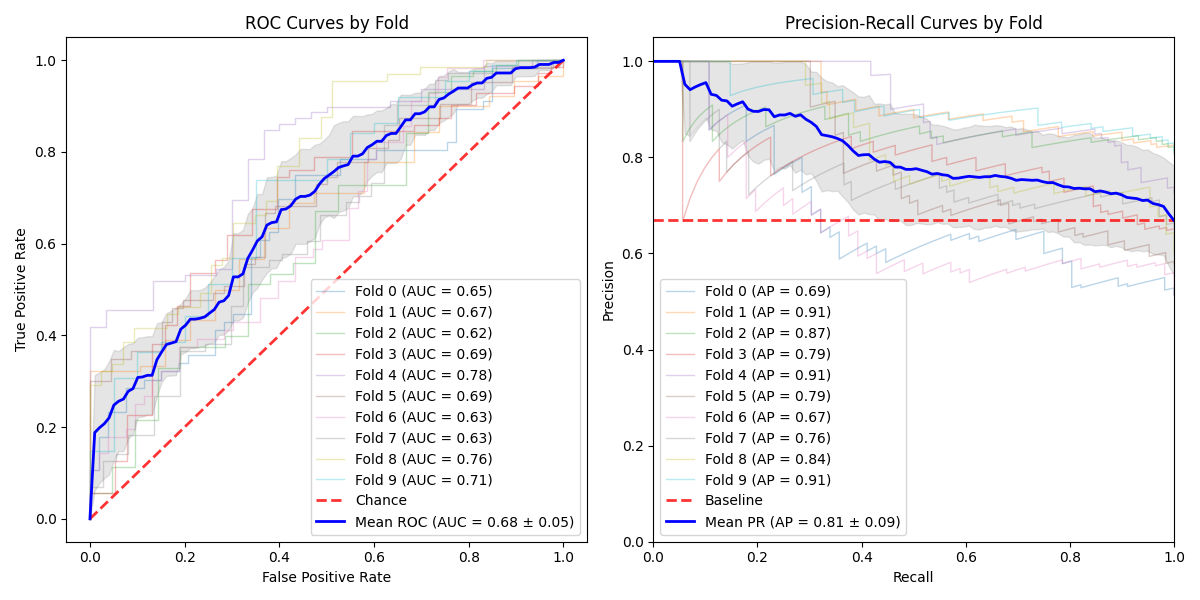 ROC Curves by Fold
True Positive Rate
1.0
0.8
0.6
0.4
0.2
0.0
Fold 0 (AUC = 0.65)
Fold 1 (AUC = 0.67)
Fold 2 (AUC = 0.62)
Fold 3 (AUC = 0.69)
Fold 4 (AUC = 0.78)
Fold 5 (AUC = 0.69)
Fold 6 (AUC = 0.63)
Fold 7 (AUC = 0.63)
Fold 8 (AUC = 0.76)
Fold 9 (AUC = 0.71)
Chance
Mean ROC (AUC = 0.68 ± 0.05)
0.0 0.2 0.4 0.6 0.8 1.0
False Positive Rate
Precision-Recall Curves by Fold
Precision
1.0
0.8
0.6
0.4
0.2
0.0
Fold 0 (AP = 0.69)
Fold 1 (AP = 0.91)
Fold 2 (AP = 0.87)
Fold 3 (AP = 0.79)
Fold 4 (AP = 0.91)
Fold 5 (AP = 0.79)
Fold 6 (AP = 0.67)
Fold 7 (AP = 0.76)
Fold 8 (AP = 0.84)
Fold 9 (AP = 0.91)
Baseline
Mean PR (AP = 0.81 ± 0.09)
0.0 0.2 0.4 0.6 0.8 1.0
Recall